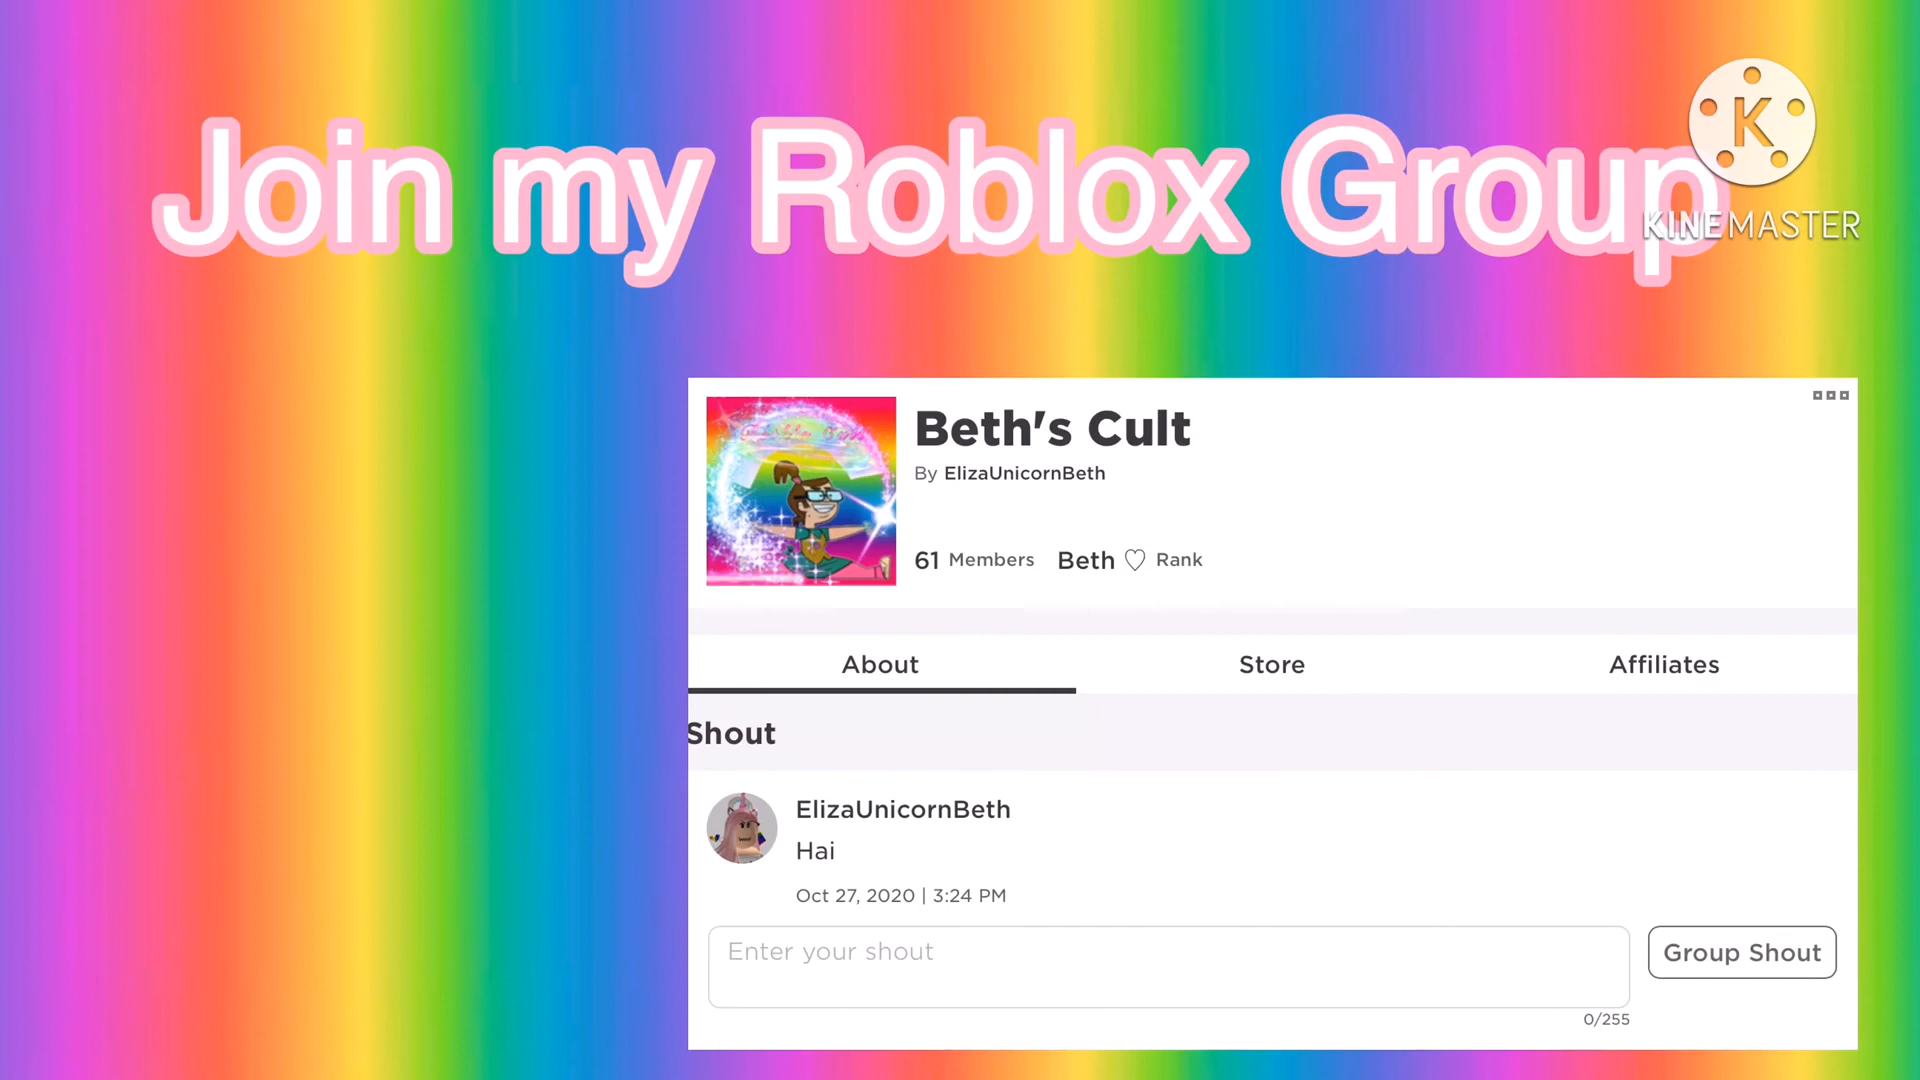 Join my Roblox Group
K
KINEMASTER
Beth's Cult
By ElizaUnicornBeth
61 Members Beth ♡ Rank
About Store Affiliates
Shout
ElizaUnicornBeth
Hai
Oct 27, 2020 | 3:24 PM
Enter your shout
Group Shout
0/255